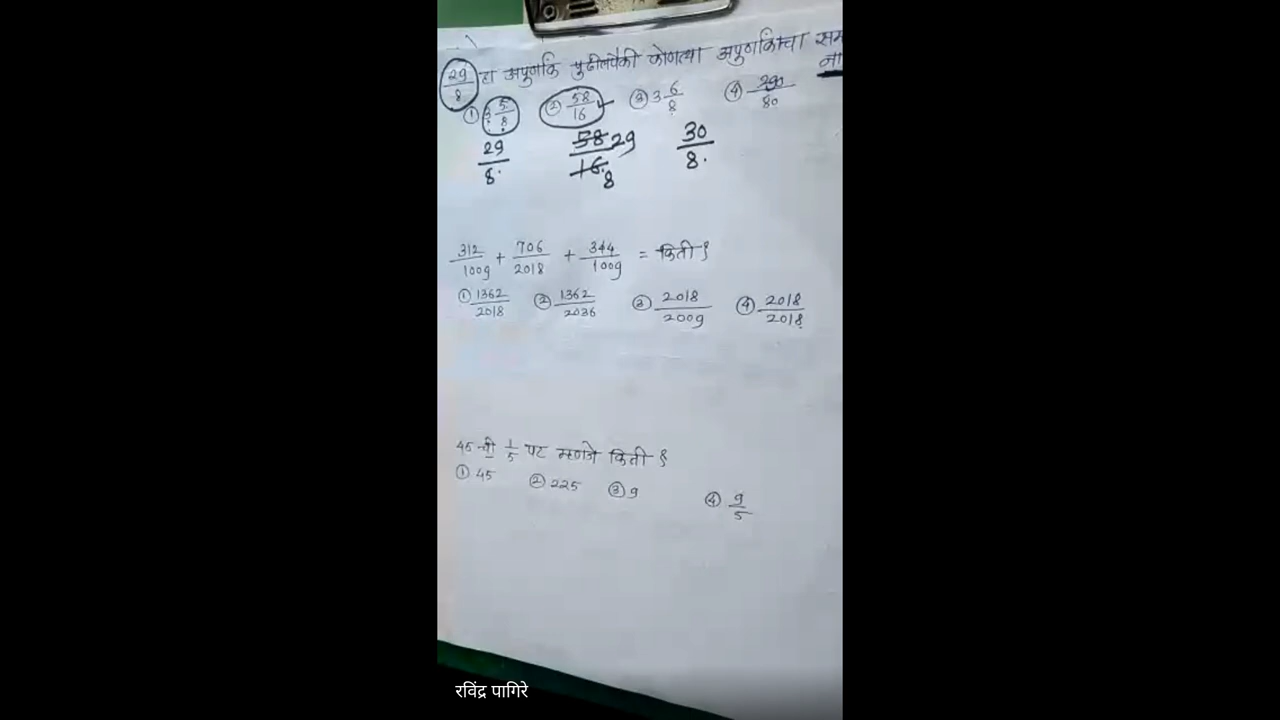 29/8 हा अपूर्णांक पुढीलपैकी कोणत्या अपूर्णांकाचा सम
ना
① 3 5/8 ② 58/16 ✓ ③ 3 6/8 ④ 290/80
29/8 58/16 29/8 30/8
312/1009 + 706/2018 + 344/1009 = किती ?
① 1362/2018 ② 1362/2036 ③ 2018/2009 ④ 2018/2018
45 ची 1/5 पट म्हणजे किती ?
① 45 ② 225 ③ 9 ④ 9/5
रविंद्र पागिरे